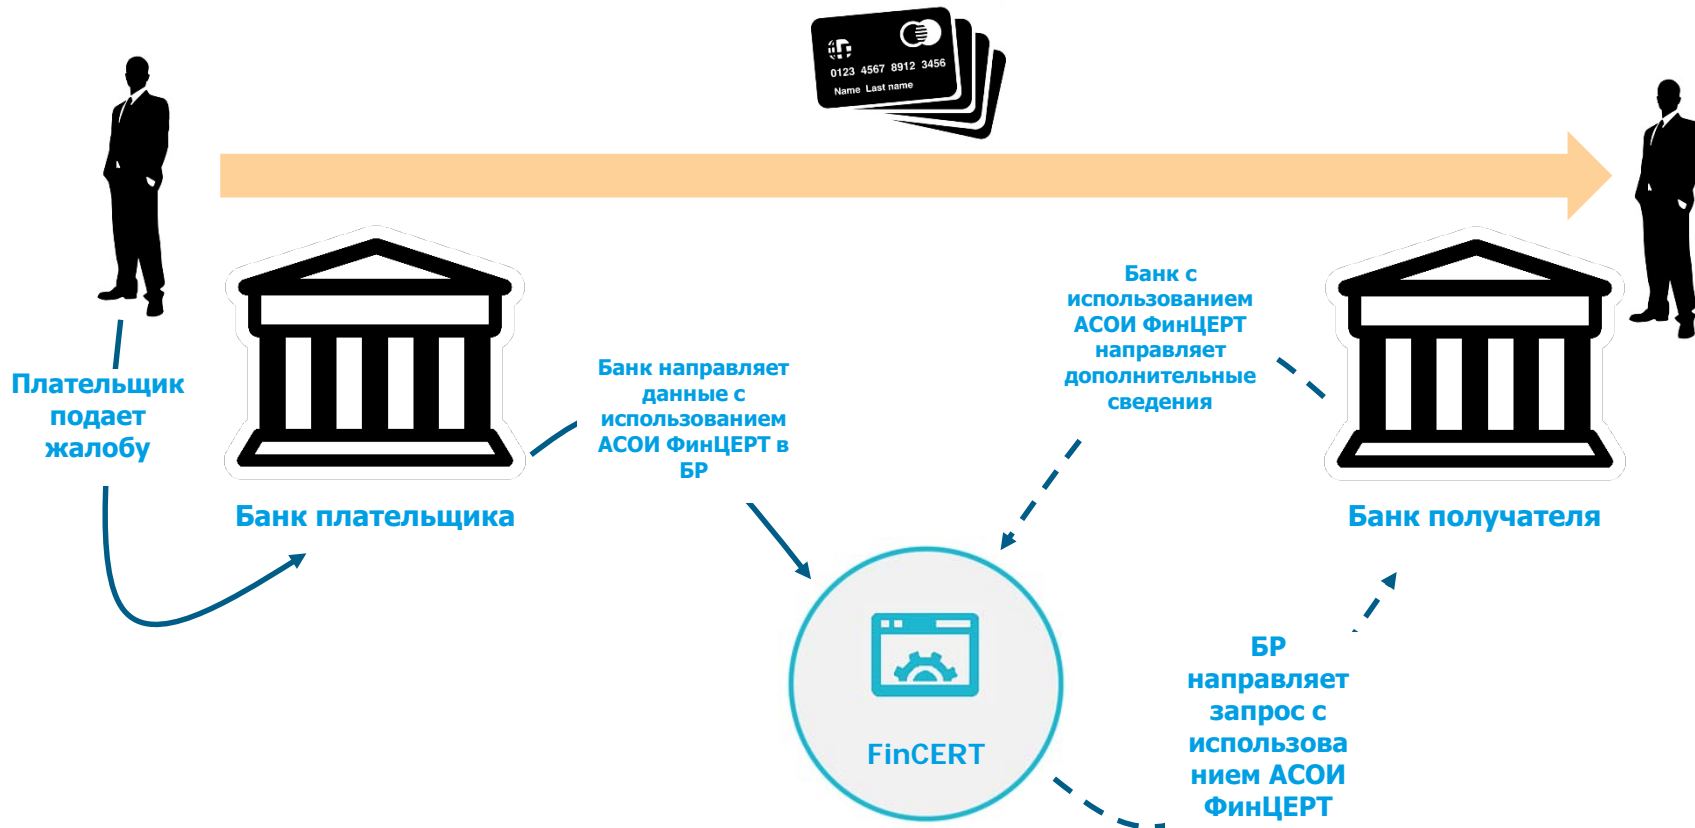 0123 4567 8912 3456
Name Last name
Плательщик
подает
жалобу
Банк плательщика
Банк направляет
данные с
использованием
АСОИ ФинЦЕРТ в
БР
Банк с
использованием
АСОИ ФинЦЕРТ
направляет
дополнительные
сведения
Банк получателя
FinCERT
БР
направляет
запрос с
использова
нием АСОИ
ФинЦЕРТ